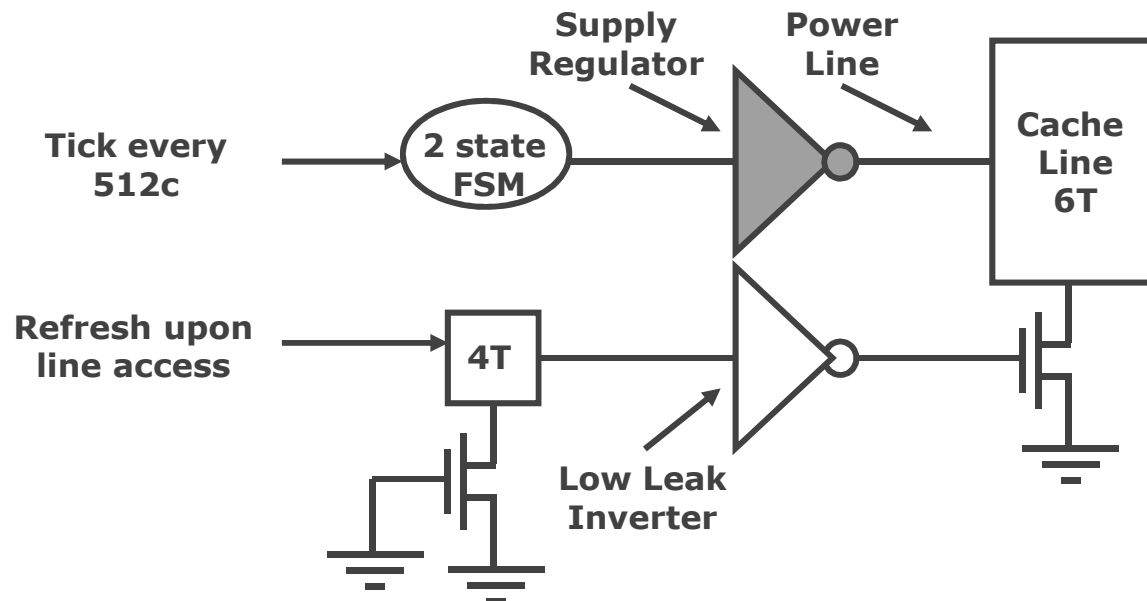 Supply
Regulator
Power
Line
Tick every
512c
2 state
FSM
Cache
Line
6T
Refresh upon
line access
4T
Low Leak
Inverter